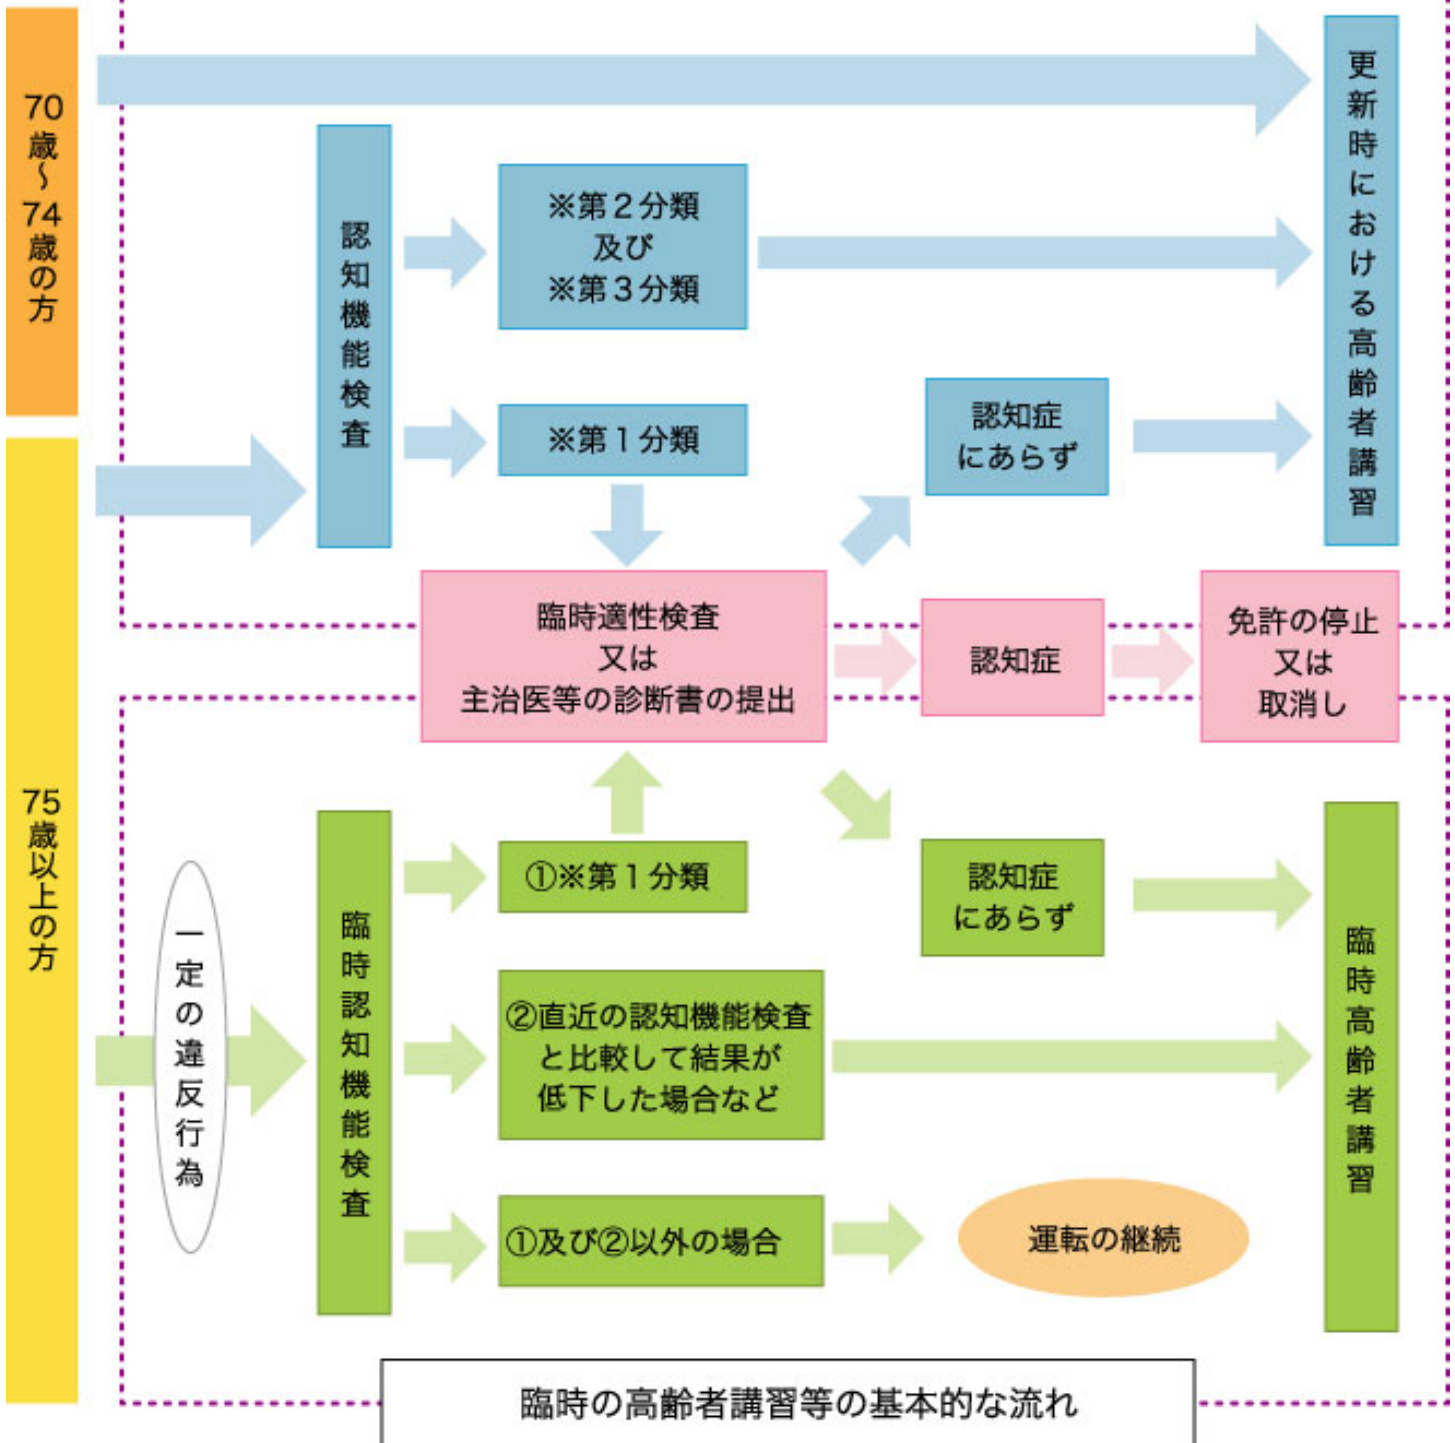 70歳～74歳の方
更新時における高齢者講習
認知機能検査
※第２分類
及び
※第３分類
※第１分類
認知症
にあらず
臨時適性検査
又は
主治医等の診断書の提出
認知症
免許の停止
又は
取消し
75歳以上の方
一定の違反行為
臨時認知機能検査
①※第１分類
認知症
にあらず
②直近の認知機能検査
と比較して結果が
低下した場合など
①及び②以外の場合
運転の継続
臨時高齢者講習
臨時の高齢者講習等の基本的な流れ